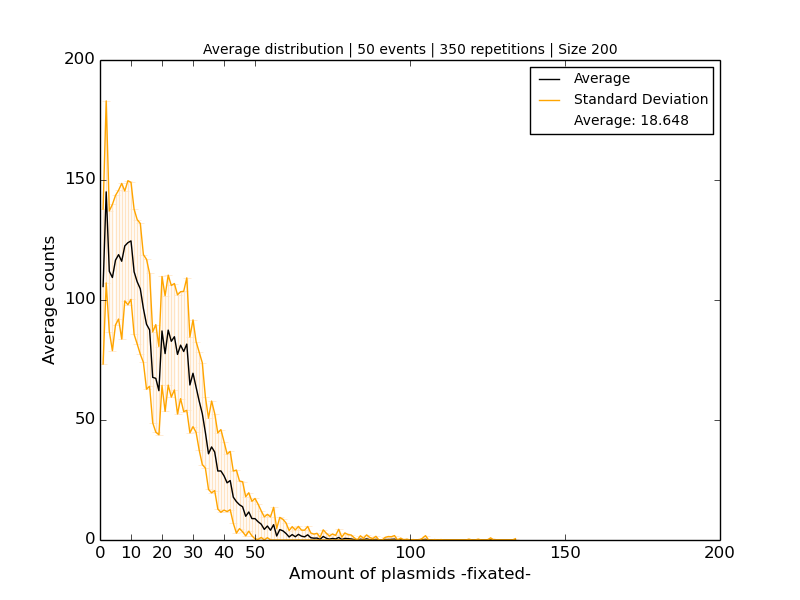 Average distribution | 50 events | 350 repetitions | Size 200
Average
Standard Deviation
Average: 18.648
200
150
100
50
0
Average counts
0 10 20 30 40 50 100 150 200
Amount of plasmids -fixated-